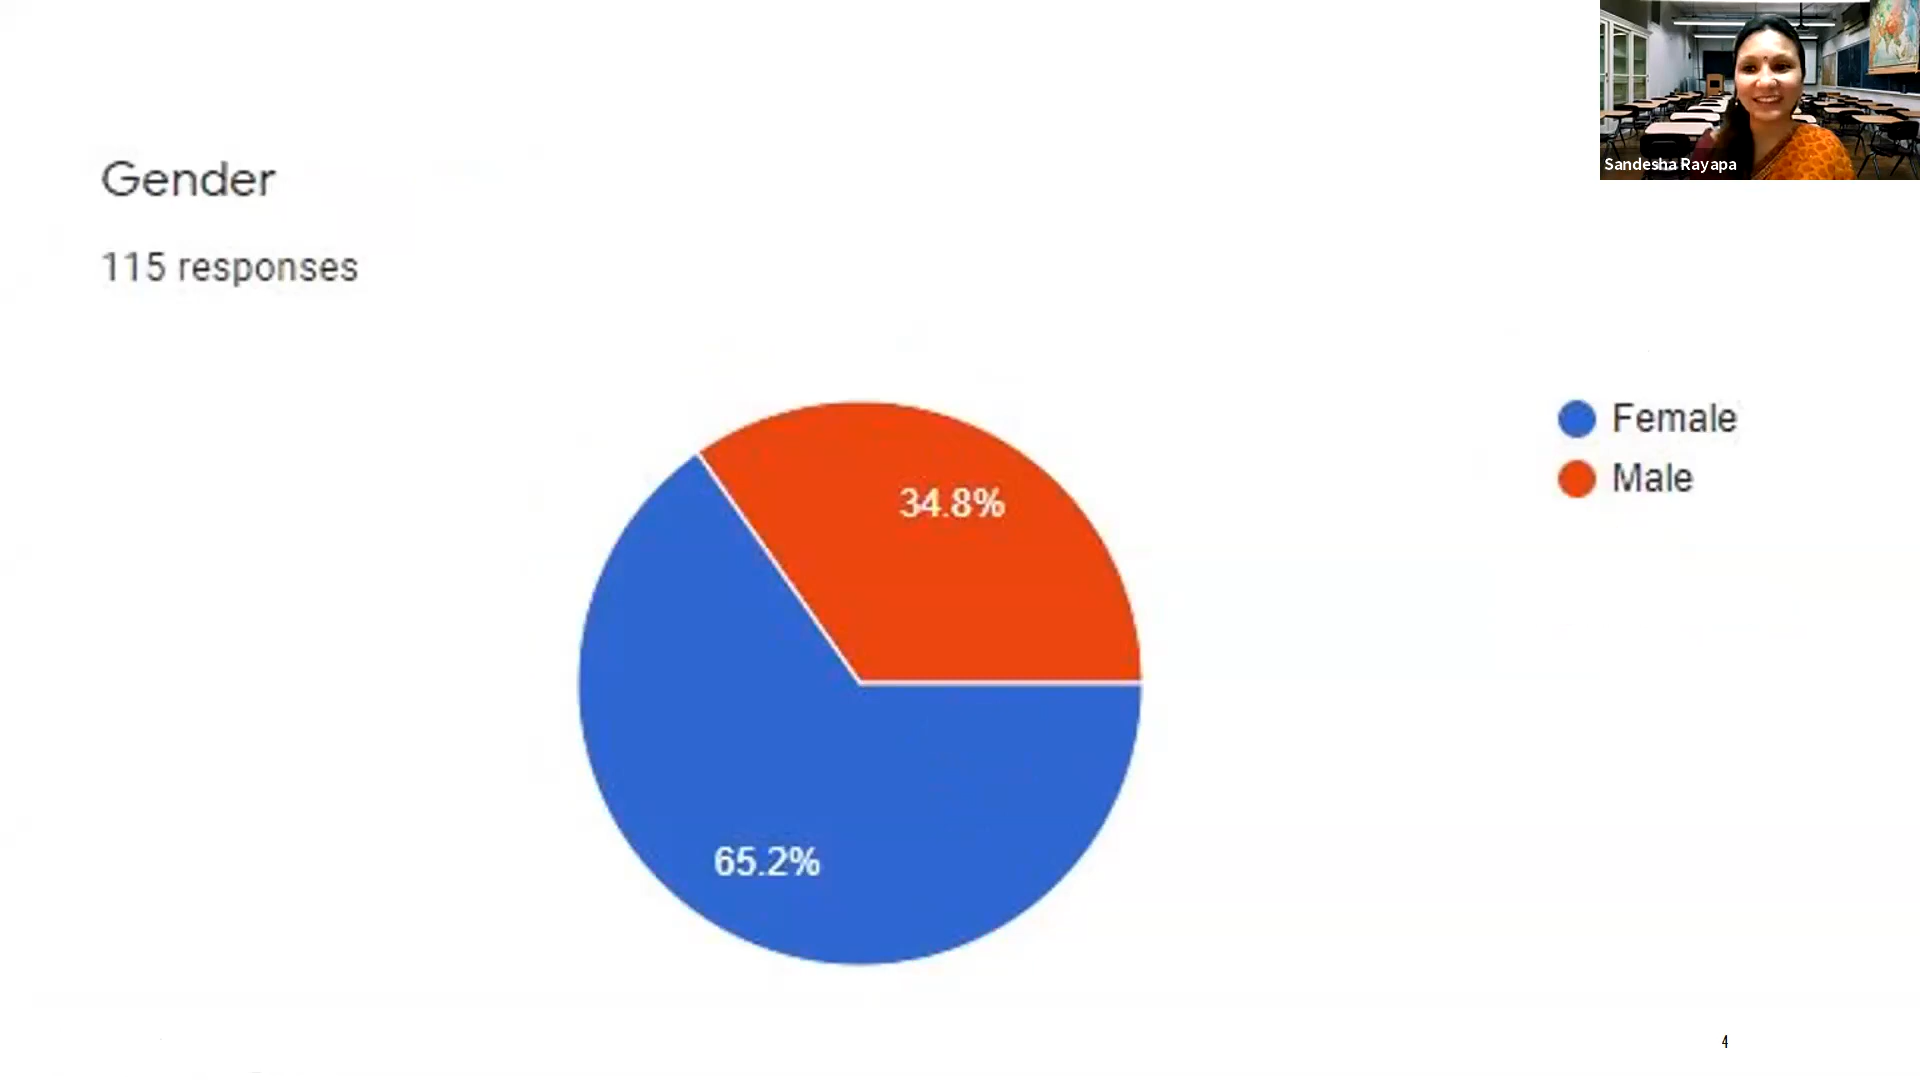 Sandesha Rayapa
Gender
115 responses
Female
Male
34.8%
65.2%
4